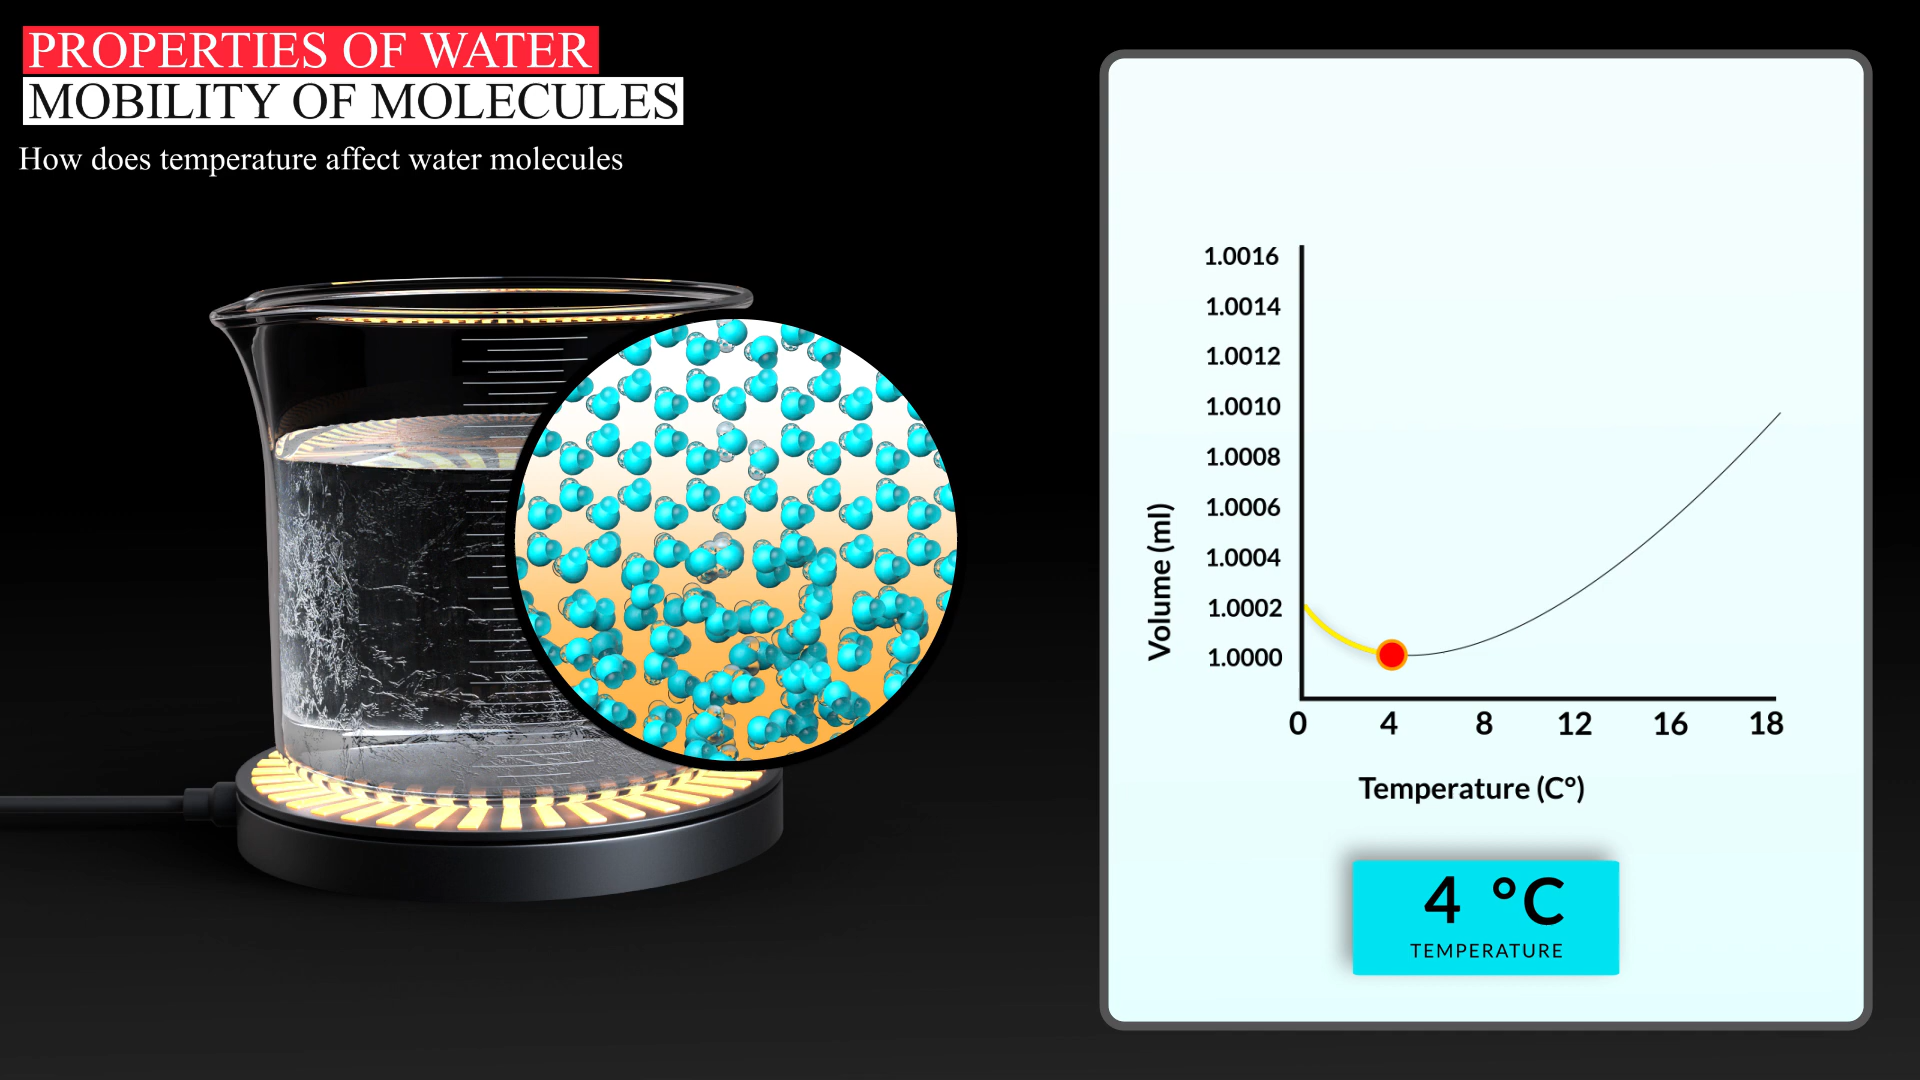 PROPERTIES OF WATER
MOBILITY OF MOLECULES
How does temperature affect water molecules
1.0016
1.0014
1.0012
1.0010
1.0008
1.0006
1.0004
1.0002
1.0000
Volume (ml)
0 4 8 12 16 18
Temperature (C°)
4 °C
TEMPERATURE